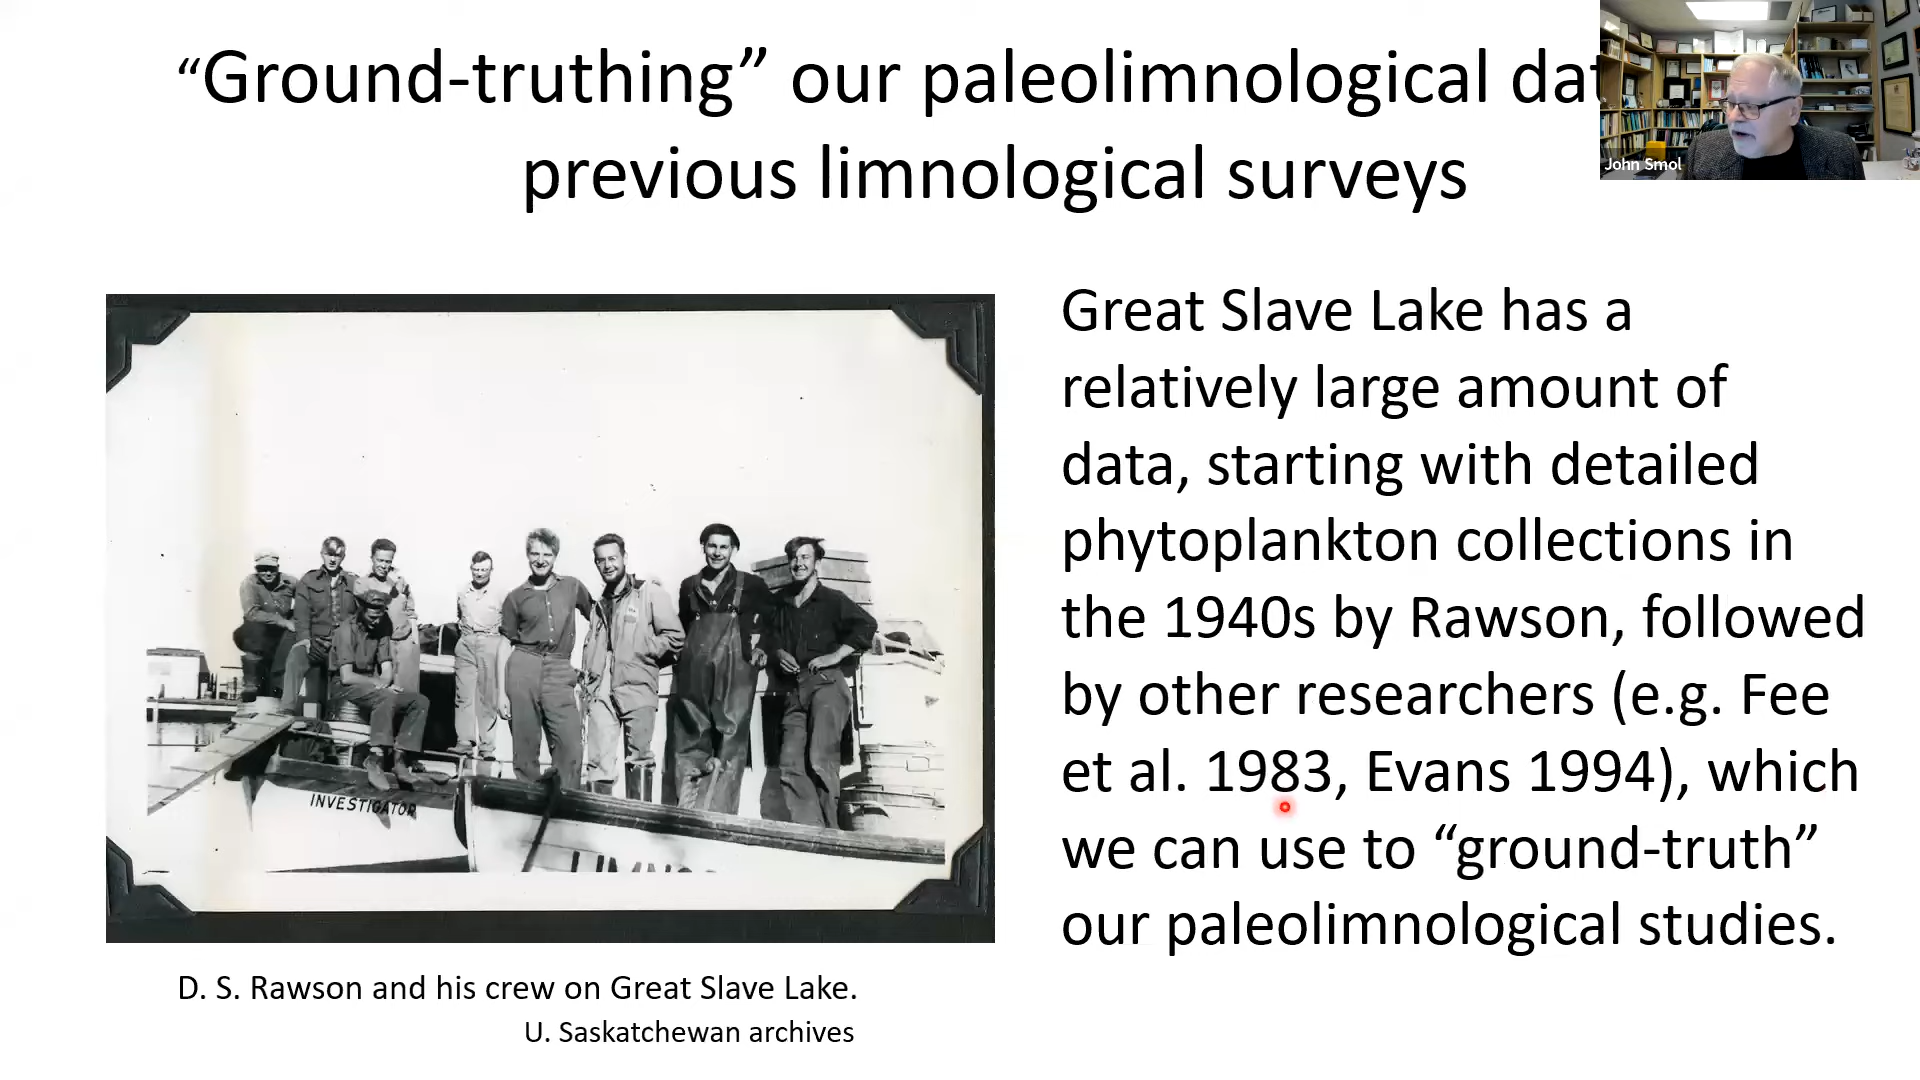 “Ground-truthing” our paleolimnological dat
previous limnological surveys
John Smol
Great Slave Lake has a
relatively large amount of
data, starting with detailed
phytoplankton collections in
the 1940s by Rawson, followed
by other researchers (e.g. Fee
et al. 1983, Evans 1994), which
we can use to “ground-truth”
our paleolimnological studies.
INVESTIGATOR
D. S. Rawson and his crew on Great Slave Lake.
U. Saskatchewan archives